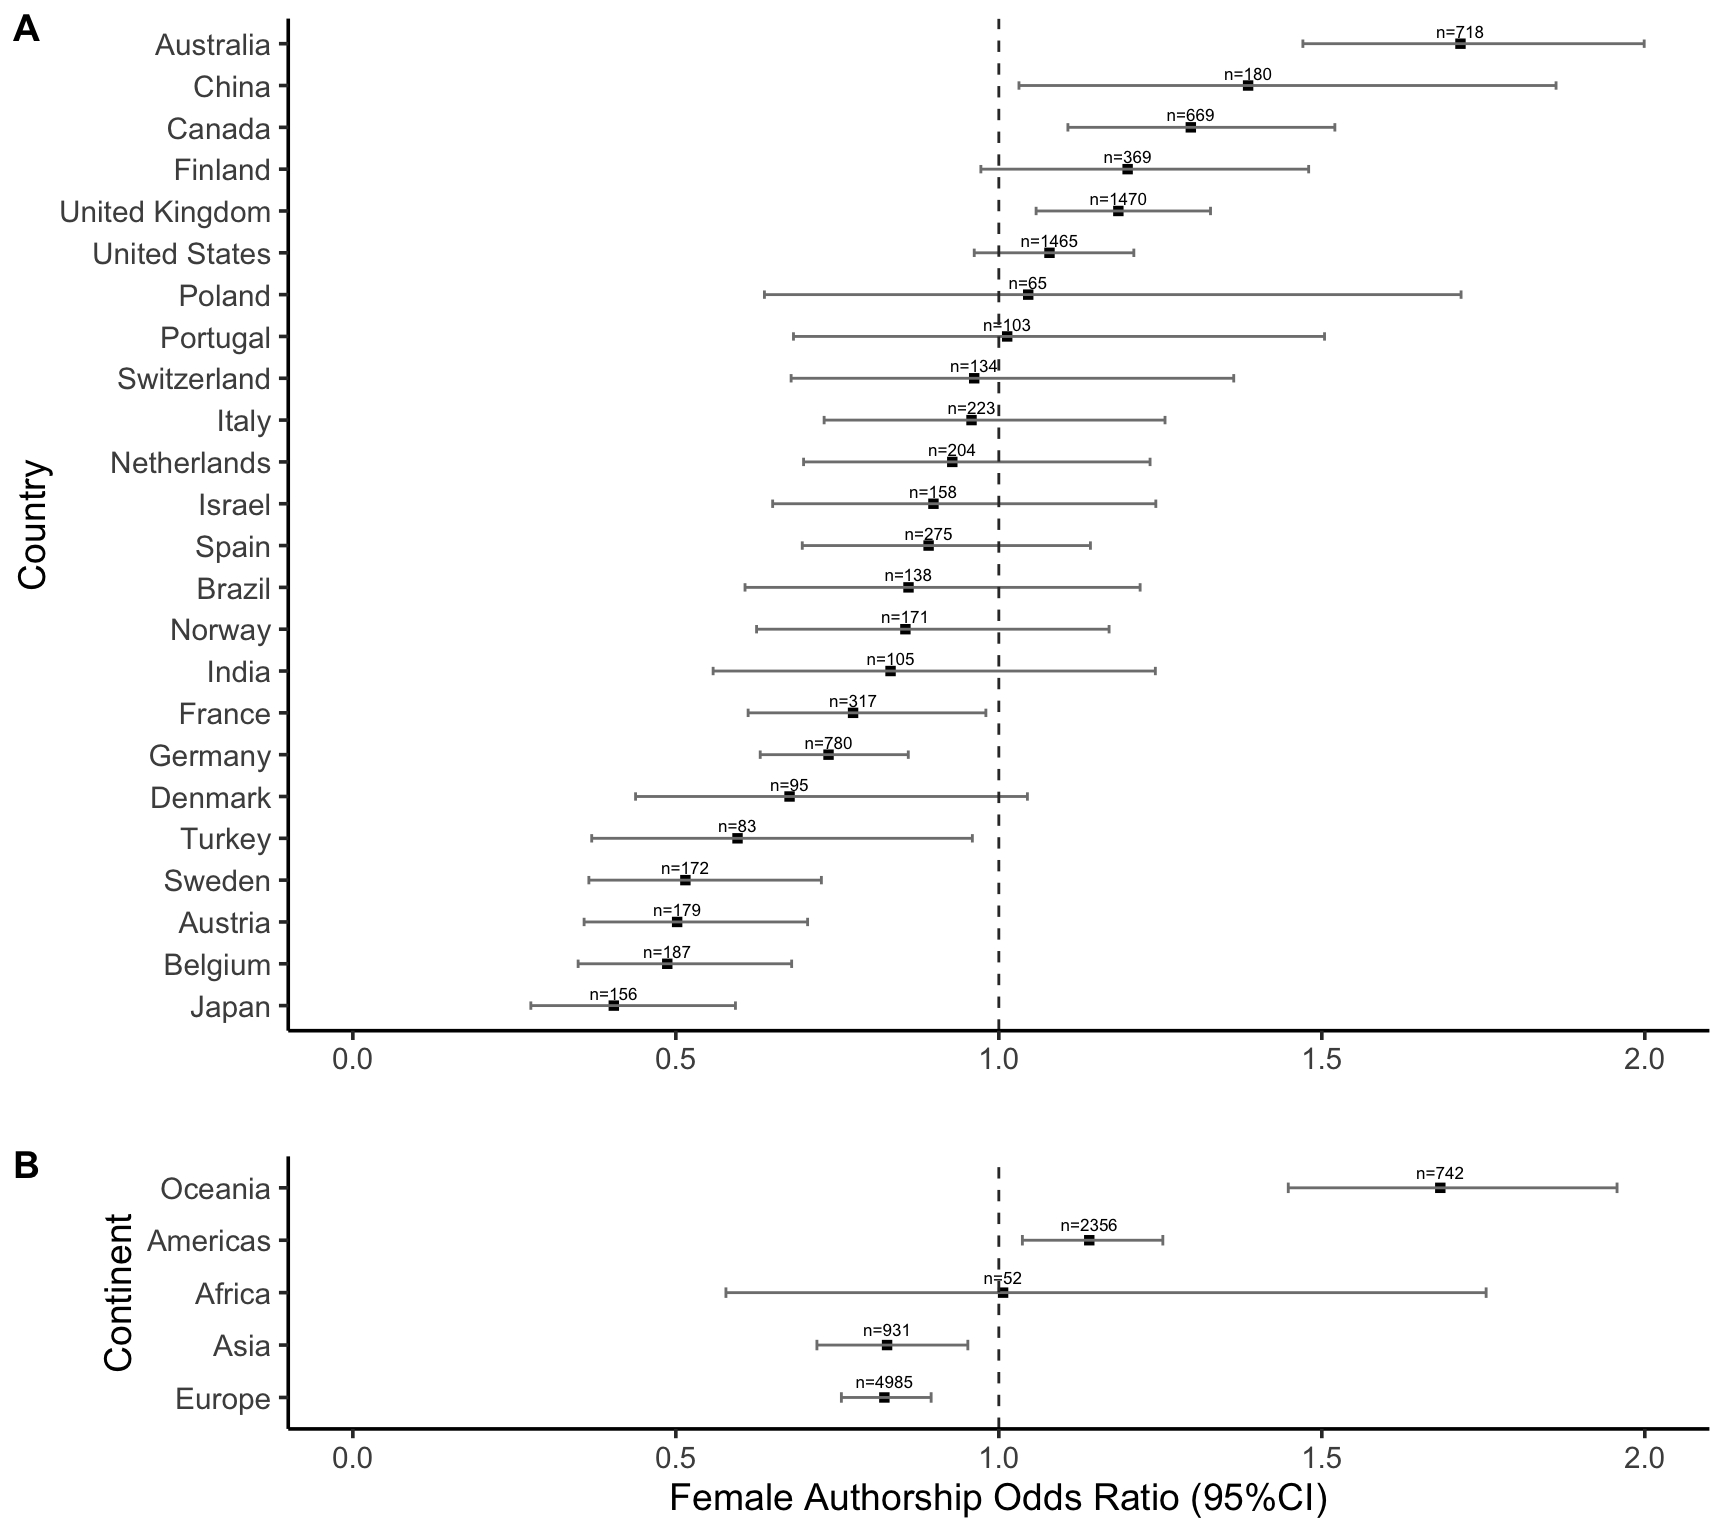 A
Australia n=718
China n=180
Canada n=669
Finland n=369
United Kingdom n=1470
United States n=1465
Poland n=65
Portugal n=103
Switzerland n=134
Italy n=223
Netherlands n=204
Israel n=158
Spain n=275
Brazil n=138
Norway n=171
India n=105
France n=317
Germany n=780
Denmark n=95
Turkey n=83
Sweden n=172
Austria n=179
Belgium n=187
Japan n=156
Country
0.0 0.5 1.0 1.5 2.0
B
Oceania n=742
Americas n=2356
Africa n=52
Asia n=931
Europe n=4985
Continent
0.0 0.5 1.0 1.5 2.0
Female Authorship Odds Ratio (95%CI)